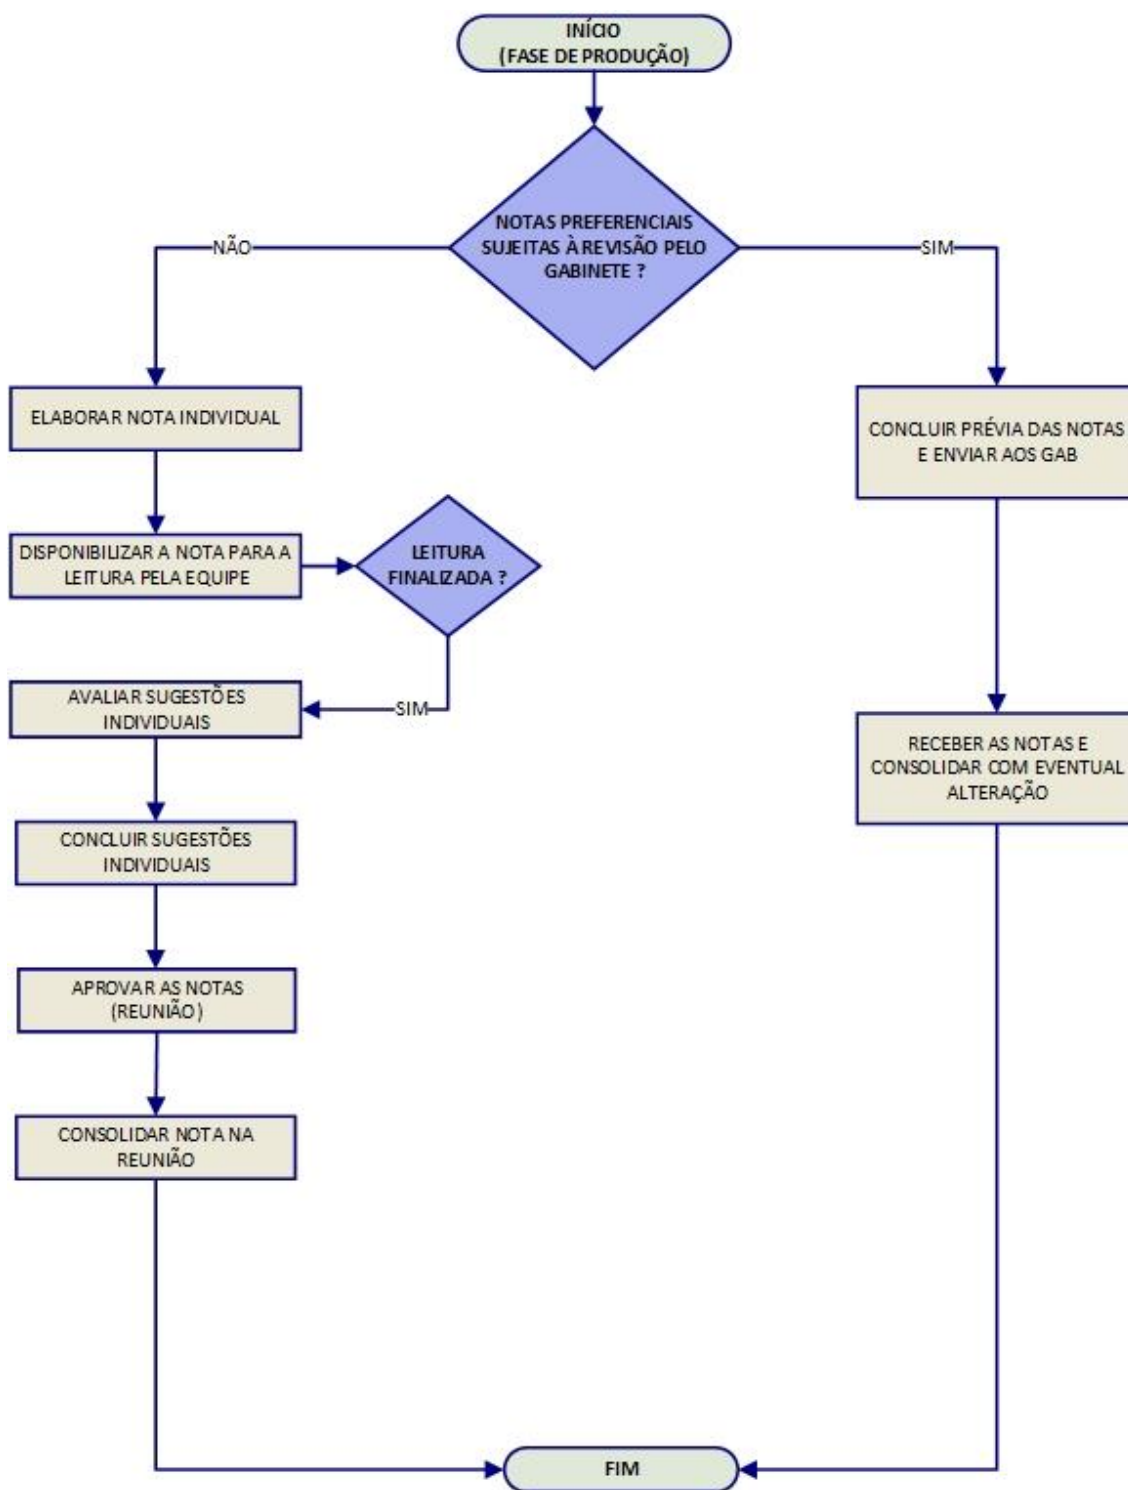 INÍCIO
(FASE DE PRODUÇÃO)
NOTAS PREFERENCIAIS
SUJEITAS À REVISÃO PELO
GABINETE ?
NÃO
SIM
ELABORAR NOTA INDIVIDUAL
CONCLUIR PRÉVIA DAS NOTAS
E ENVIAR AOS GAB
DISPONIBILIZAR A NOTA PARA A
LEITURA PELA EQUIPE
LEITURA
FINALIZADA ?
SIM
AVALIAR SUGESTÕES
INDIVIDUAIS
RECEBER AS NOTAS E
CONSOLIDAR COM EVENTUAL
ALTERAÇÃO
CONCLUIR SUGESTÕES
INDIVIDUAIS
APROVAR AS NOTAS
(REUNIÃO)
CONSOLIDAR NOTA NA
REUNIÃO
FIM